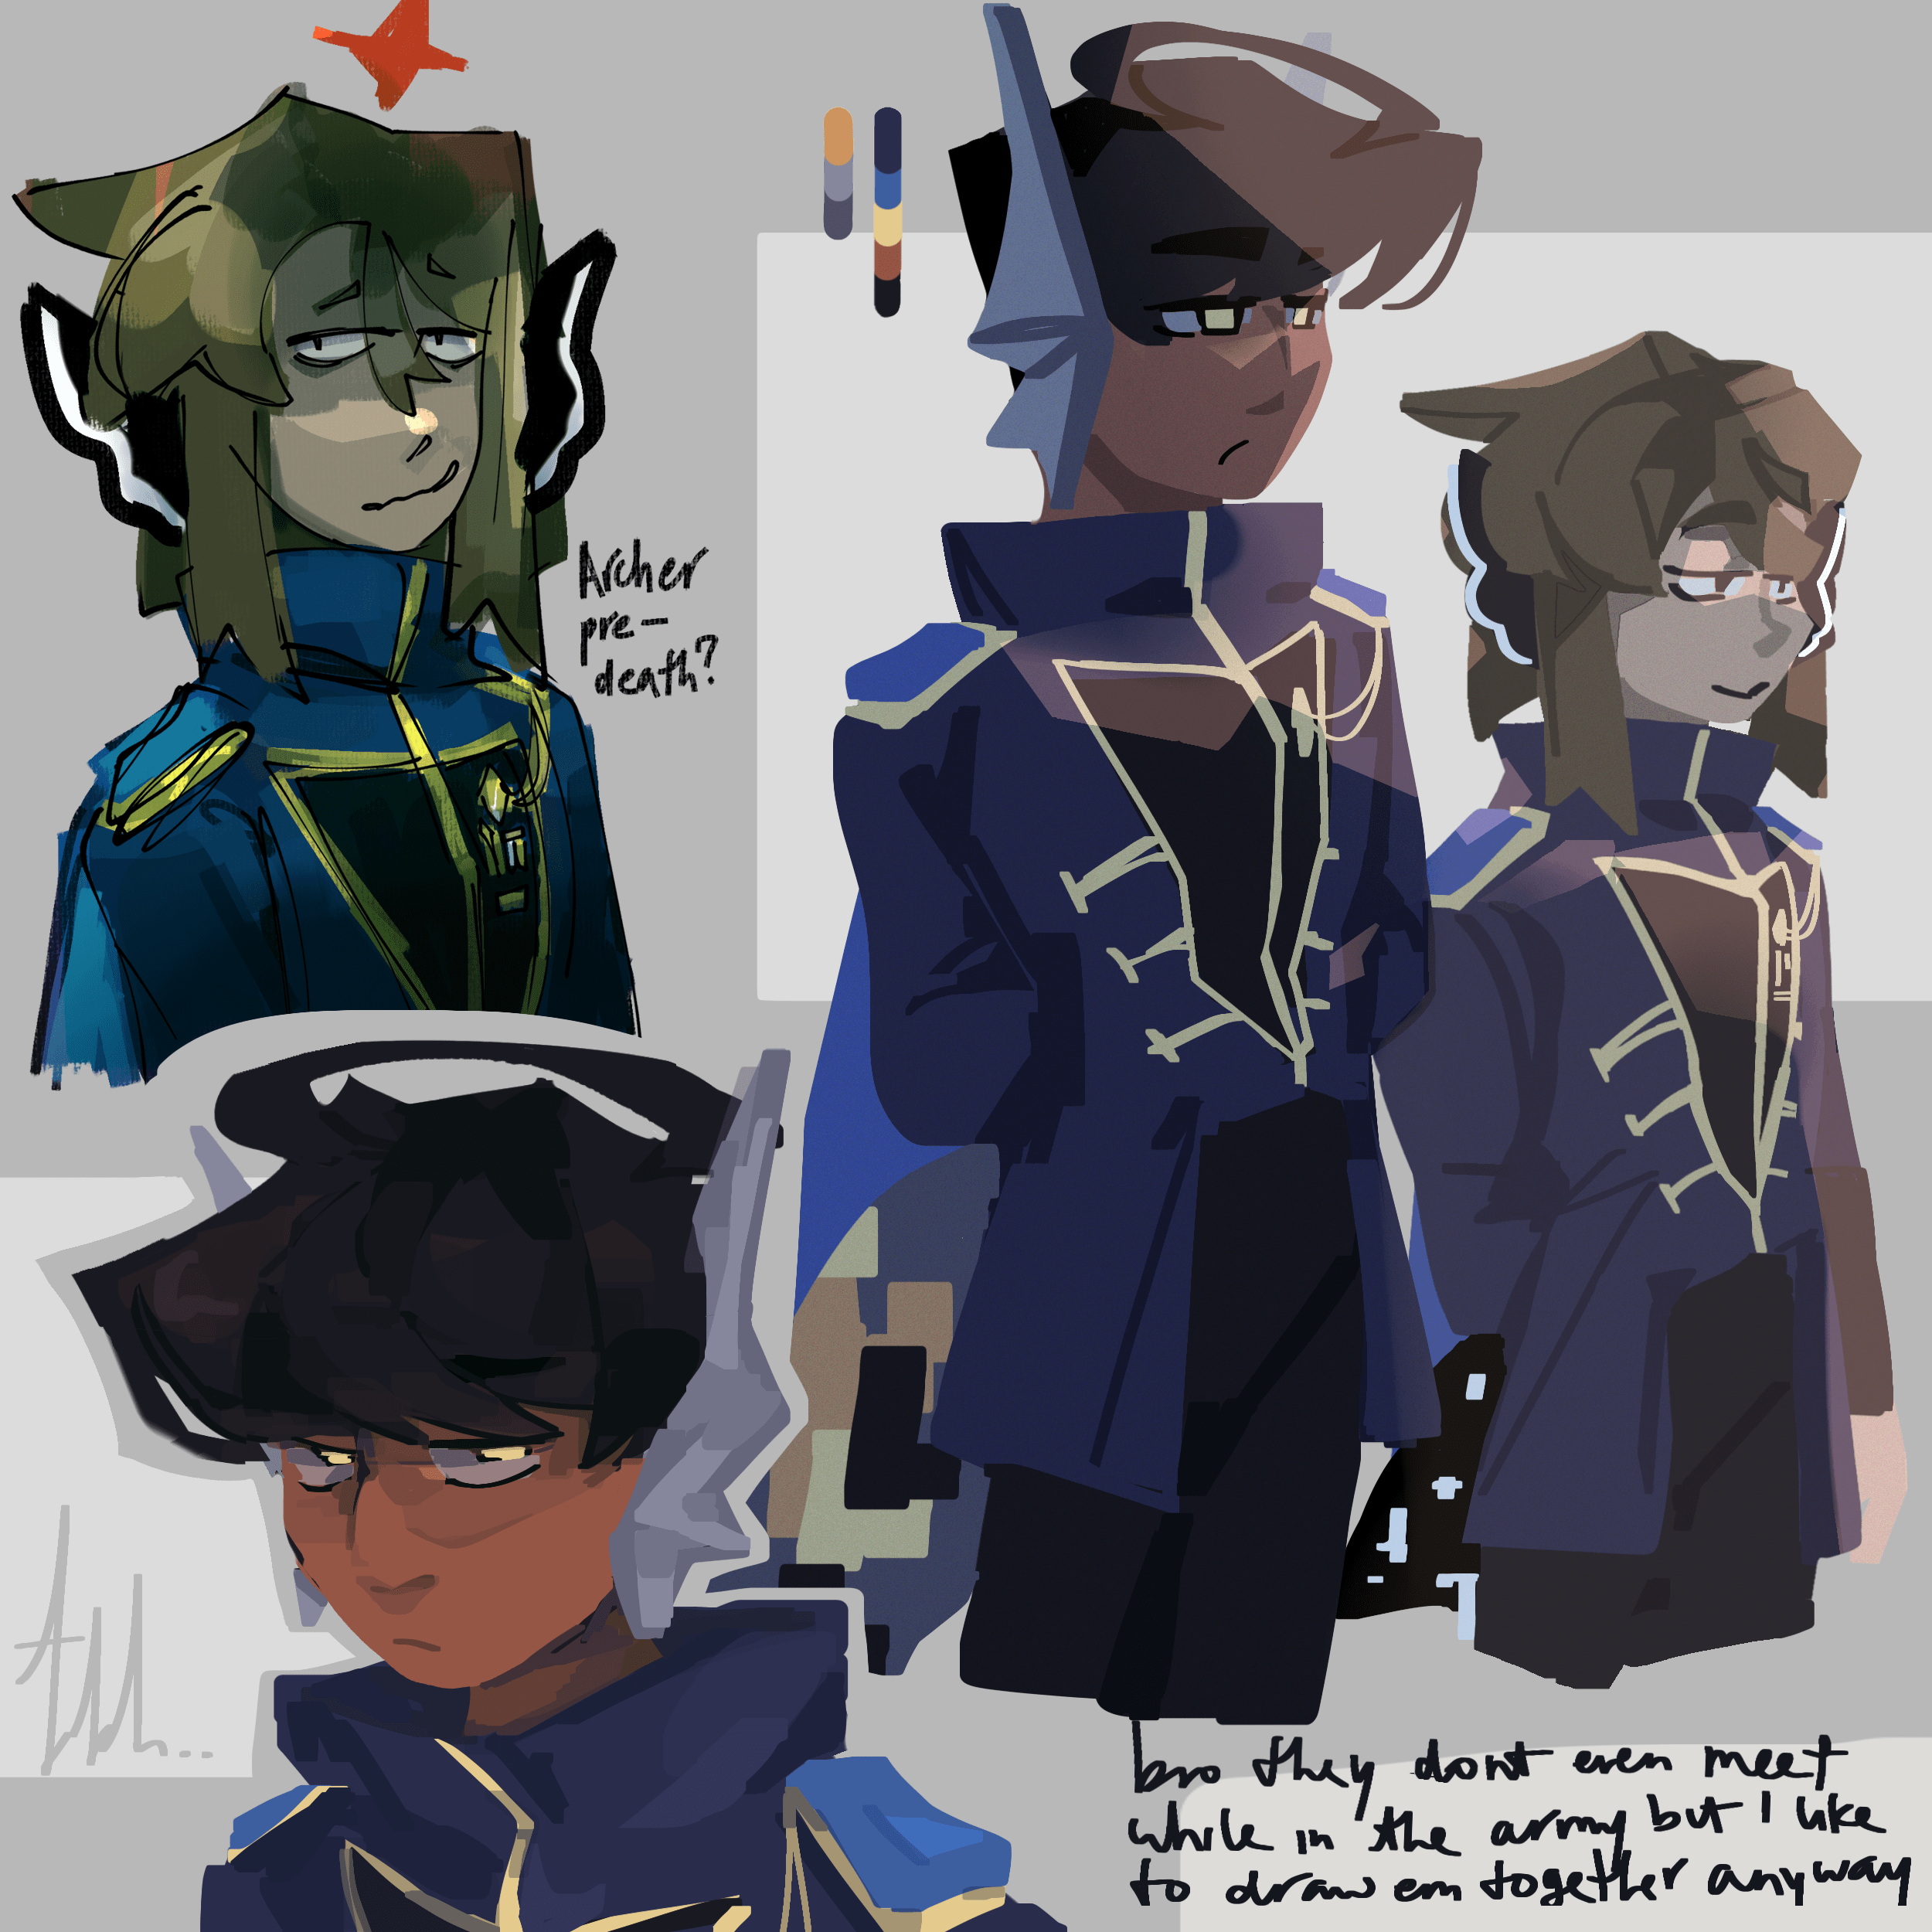 Archer
pre-
death?
bro they dont even meet
while in the army but I like
to draw em together anyway